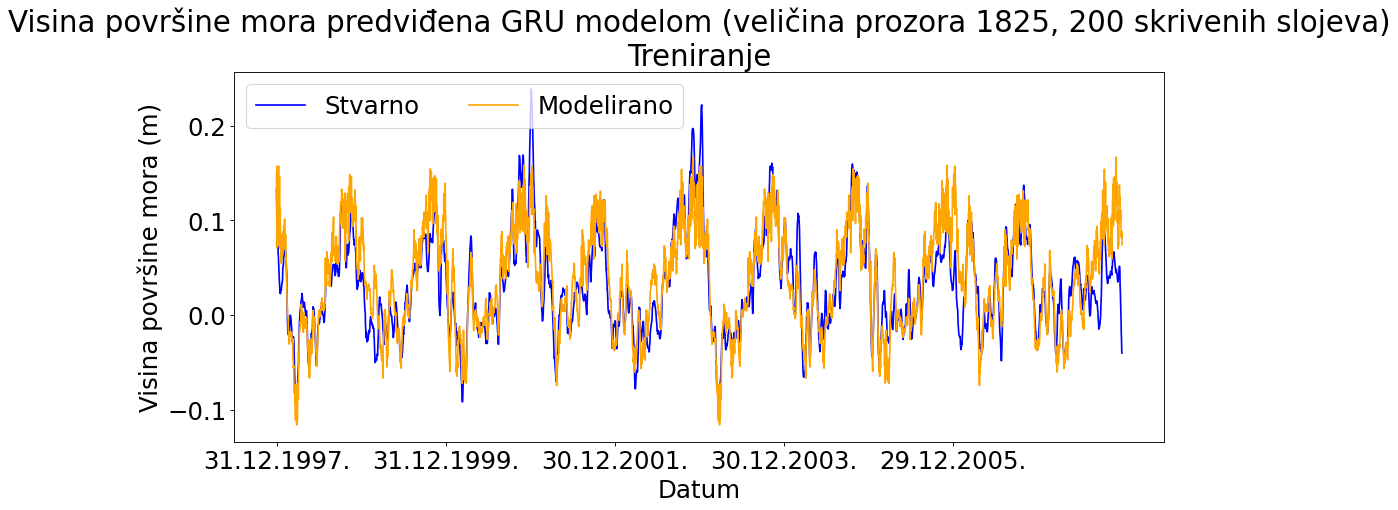 Visina površine mora predviđena GRU modelom (veličina prozora 1825, 200 skrivenih slojeva)
Treniranje
Stvarno
Modelirano
Visina površine mora (m)
0.2
0.1
0.0
−0.1
31.12.1997.
31.12.1999.
30.12.2001.
30.12.2003.
29.12.2005.
Datum